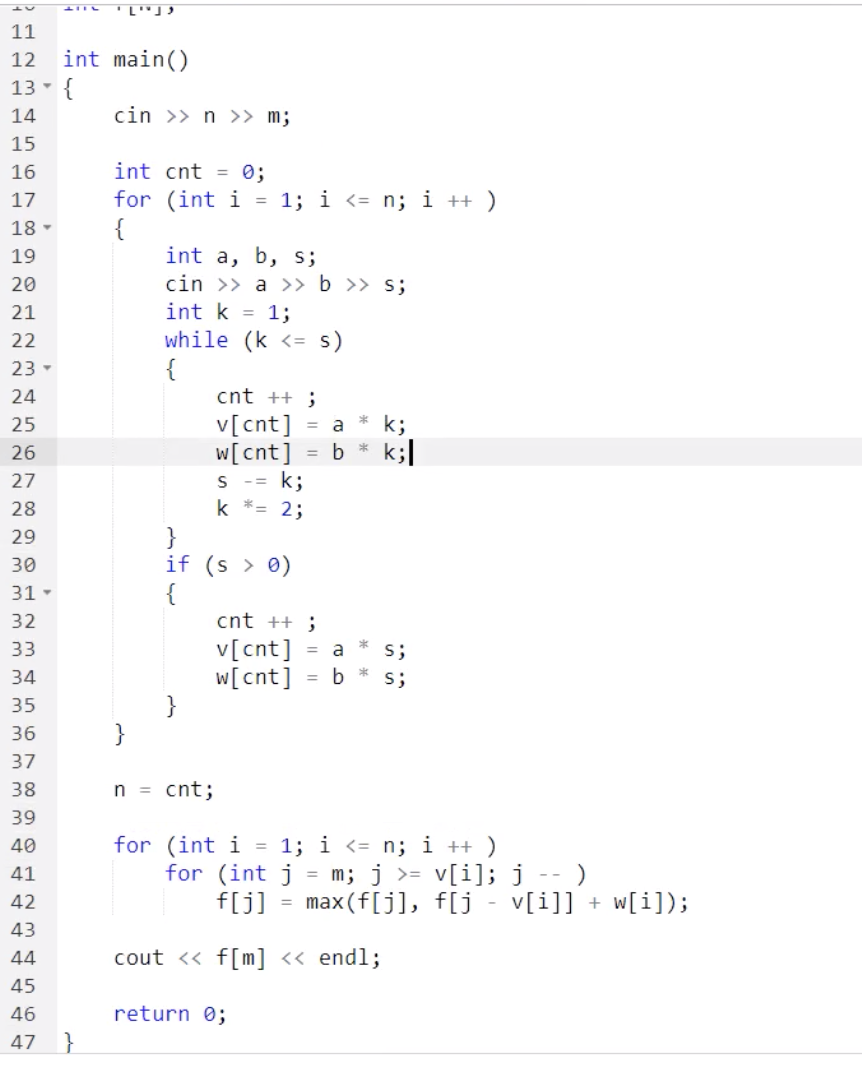 11
12 int main()
13 {
14 cin >> n >> m;
15
16 int cnt = 0;
17 for (int i = 1; i <= n; i ++ )
18 {
19 int a, b, s;
20 cin >> a >> b >> s;
21 int k = 1;
22 while (k <= s)
23 {
24 cnt ++ ;
25 v[cnt] = a * k;
26 w[cnt] = b * k;
27 s -= k;
28 k *= 2;
29 }
30 if (s > 0)
31 {
32 cnt ++ ;
33 v[cnt] = a * s;
34 w[cnt] = b * s;
35 }
36 }
37
38 n = cnt;
39
40 for (int i = 1; i <= n; i ++ )
41 for (int j = m; j >= v[i]; j -- )
42 f[j] = max(f[j], f[j - v[i]] + w[i]);
43
44 cout << f[m] << endl;
45
46 return 0;
47 }